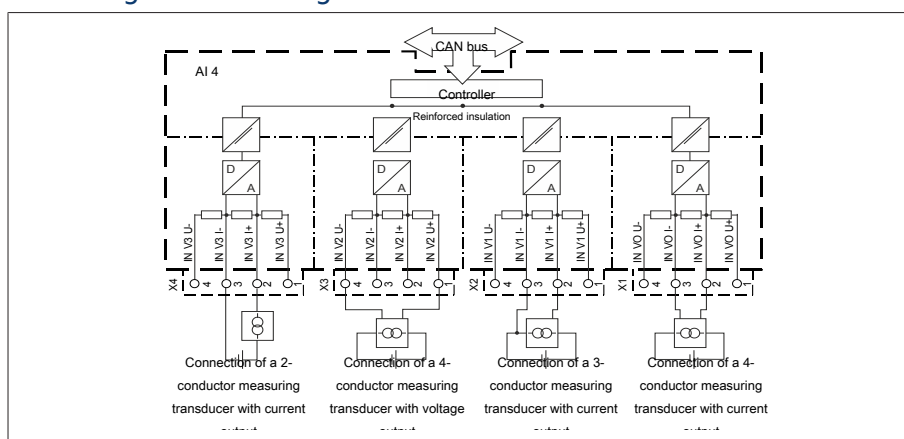 CAN bus
AI 4
Controller
Reinforced insulation
D
A
D
A
D
A
D
A
IN V3 U-
IN V3 I-
IN V3 I+
IN V3 U+
IN V2 U-
IN V2 I-
IN V2 I+
IN V2 U+
IN V1 U-
IN V1 I-
IN V1 I+
IN V1 U+
IN VO U-
IN VO I-
IN VO I+
IN VO U+
X4
4
3
2
1
X3
4
3
2
1
X2
4
3
2
1
X1
4
3
2
1
Connection of a 2-
conductor measuring
transducer with current
Connection of a 4-
conductor measuring
transducer with voltage
Connection of a 3-
conductor measuring
transducer with current
Connection of a 4-
conductor measuring
transducer with current